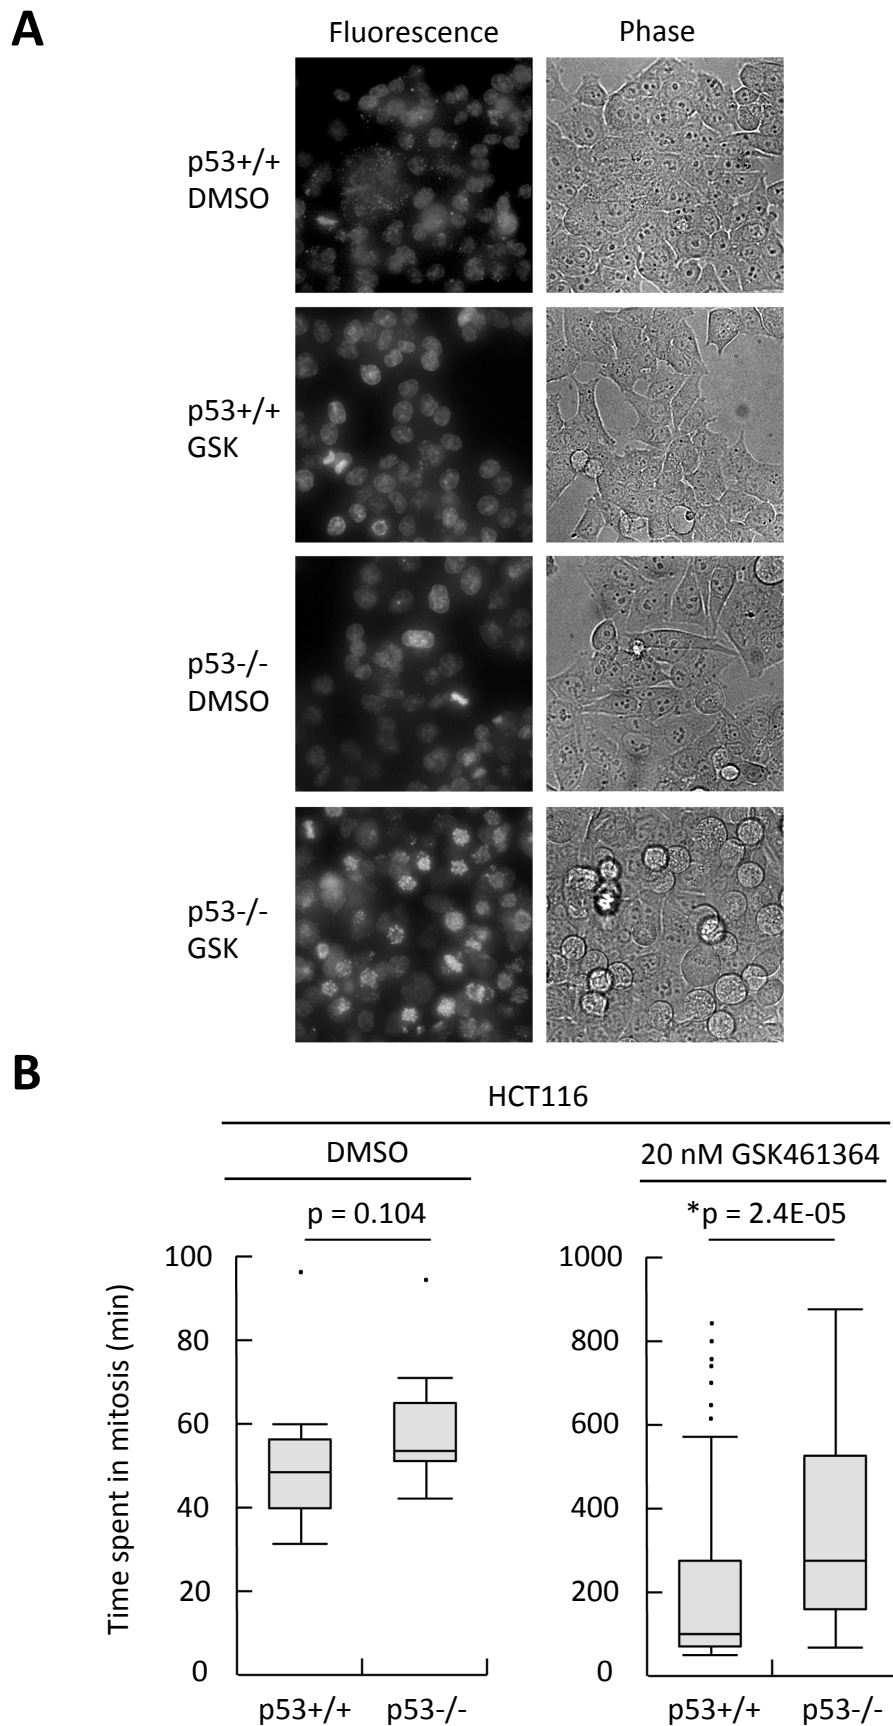 A
Fluorescence Phase
p53+/+
DMSO
p53+/+
GSK
p53-/-
DMSO
p53-/-
GSK
B
HCT116
DMSO
20 nM GSK461364
p = 0.104
*p = 2.4E-05
Time spent in mitosis (min)
100
80
60
40
20
0
p53+/+ p53-/-
1000
800
600
400
200
0
p53+/+ p53-/-